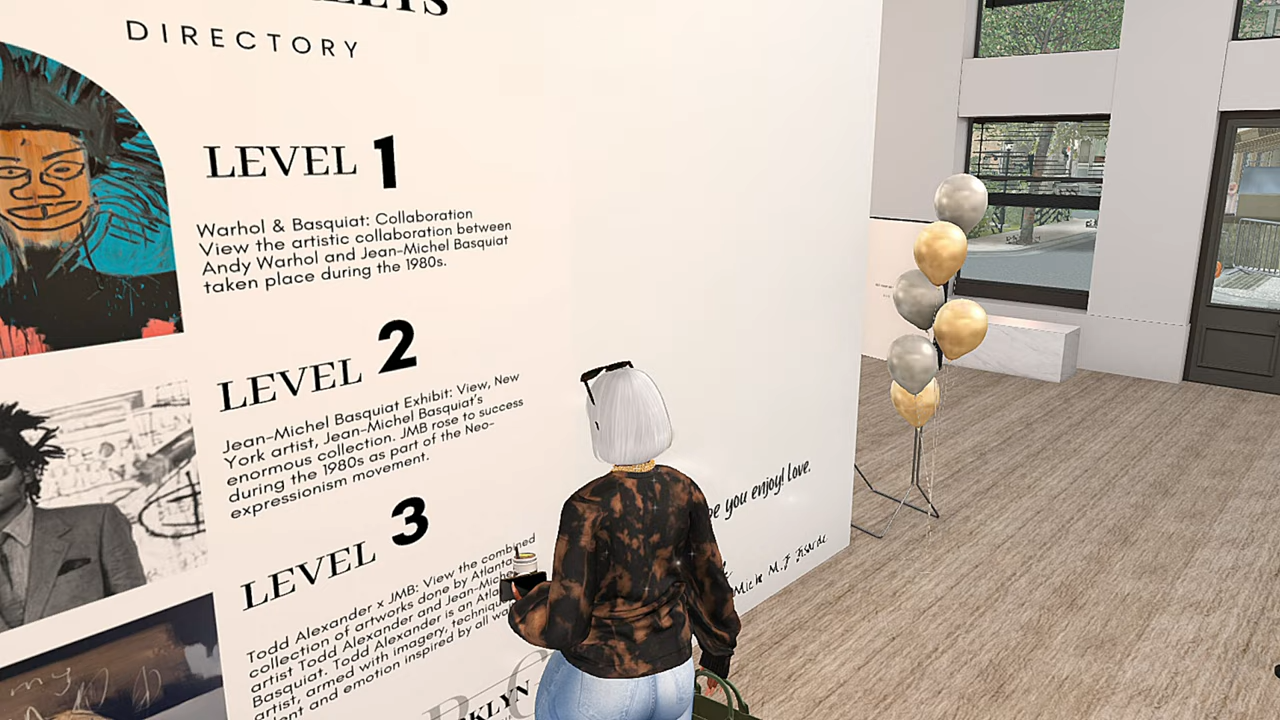 DIRECTORY
LEVEL 1
Warhol & Basquiat: Collaboration
View the artistic collaboration between
Andy Warhol and Jean-Michel Basquiat
taken place during the 1980s.
LEVEL 2
Jean-Michel Basquiat Exhibit: View, New
York artist, Jean-Michel Basquiat's
enormous collection. JMB rose to success
during the 1980s as part of the Neo-
expressionism movement.
LEVEL 3
Todd Alexander x JMB: View the combined
collection of artworks done by Atlanta
artist Todd Alexander and Jean-Miche
Basquiat. Todd Alexander is an Atla
artist, armed with imagery, technique
and emotion inspired by all wa
you enjoy! love.